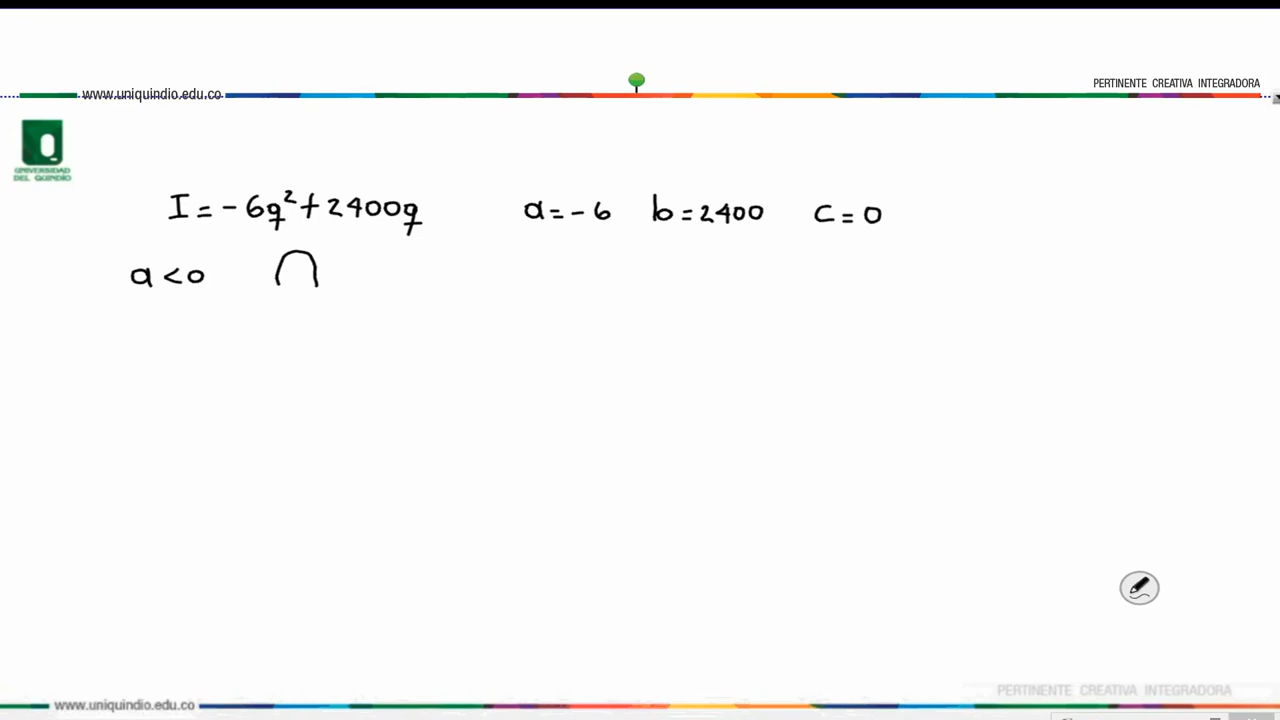 PERTINENTE CREATIVA INTEGRADORA
www.uniquindio.edu.co
UNIVERSIDAD
DEL QUINDÍO
I = -6q² + 2400q a = -6 b = 2400 c = 0
a < 0
PERTINENTE CREATIVA INTEGRADORA
www.uniquindio.edu.co